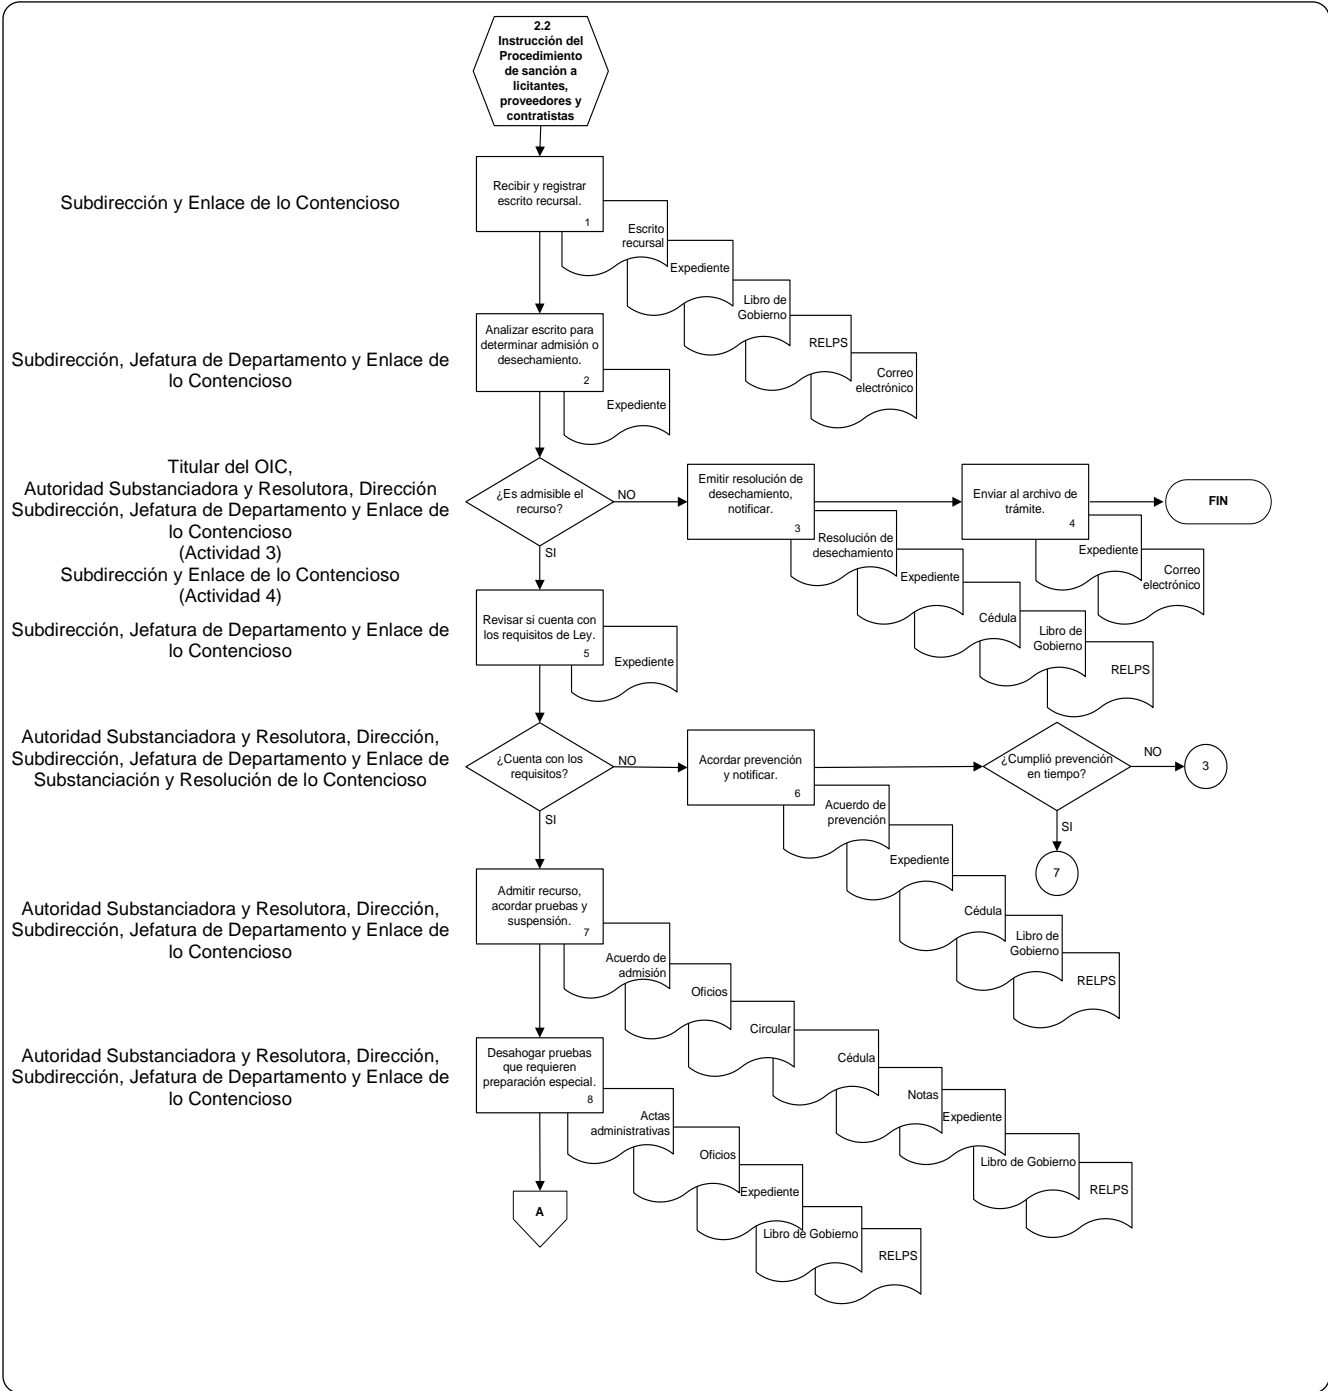 2.2
Instrucción del
Procedimiento
de sanción a
licitantes,
proveedores y
contratistas
Subdirección y Enlace de lo Contencioso
Recibir y registrar
escrito recursal.
1
Escrito
recursal
Expediente
Libro de
Gobierno
RELPS
Correo
electrónico
Subdirección, Jefatura de Departamento y Enlace de
lo Contencioso
Analizar escrito para
determinar admisión o
desechamiento.
2
Expediente
Titular del OIC,
Autoridad Substanciadora y Resolutora, Dirección
Subdirección, Jefatura de Departamento y Enlace de
lo Contencioso
(Actividad 3)
Subdirección y Enlace de lo Contencioso
(Actividad 4)
¿Es admisible el
recurso?
NO
SI
Emitir resolución de
desechamiento,
notificar.
3
Resolución de
desechamiento
Expediente
Cédula
Libro de
Gobierno
RELPS
Enviar al archivo de
trámite.
4
Expediente
Correo
electrónico
FIN
Subdirección, Jefatura de Departamento y Enlace de
lo Contencioso
Revisar si cuenta con
los requisitos de Ley.
5
Expediente
Autoridad Substanciadora y Resolutora, Dirección,
Subdirección, Jefatura de Departamento y Enlace de
Substanciación y Resolución de lo Contencioso
¿Cuenta con los
requisitos?
NO
SI
Acordar prevención
y notificar.
6
Acuerdo de
prevención
Expediente
Cédula
Libro de
Gobierno
RELPS
¿Cumplió prevención
en tiempo?
NO
3
SI
7
Autoridad Substanciadora y Resolutora, Dirección,
Subdirección, Jefatura de Departamento y Enlace de
lo Contencioso
Admitir recurso,
acordar pruebas y
suspensión.
7
Acuerdo de
admisión
Oficios
Circular
Cédula
Notas
Expediente
Libro de Gobierno
RELPS
Autoridad Substanciadora y Resolutora, Dirección,
Subdirección, Jefatura de Departamento y Enlace de
lo Contencioso
Desahogar pruebas
que requieren
preparación especial.
8
Actas
administrativas
Oficios
Expediente
Libro de Gobierno
RELPS
A